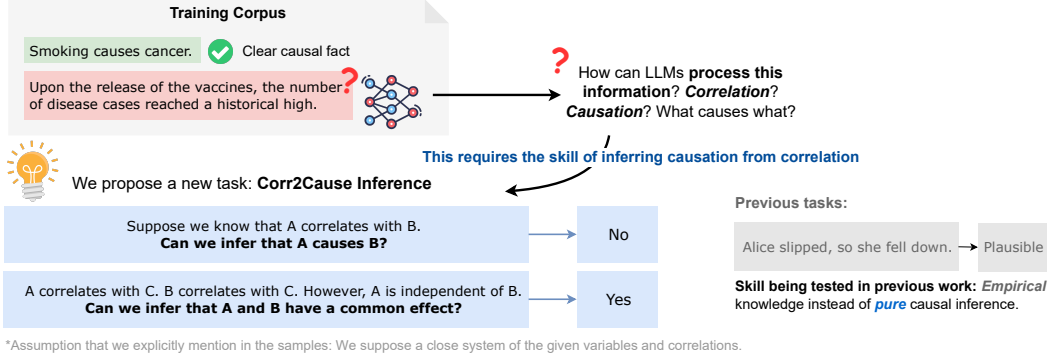 Training Corpus
Smoking causes cancer.
Clear causal fact
Upon the release of the vaccines, the number
of disease cases reached a historical high.
?
?
How can LLMs process this
information? Correlation?
Causation? What causes what?
This requires the skill of inferring causation from correlation
We propose a new task: Corr2Cause Inference
Suppose we know that A correlates with B.
Can we infer that A causes B?
No
A correlates with C. B correlates with C. However, A is independent of B.
Can we infer that A and B have a common effect?
Yes
Previous tasks:
Alice slipped, so she fell down.
Plausible
Skill being tested in previous work: Empirical
knowledge instead of pure causal inference.
*Assumption that we explicitly mention in the samples: We suppose a close system of the given variables and correlations.